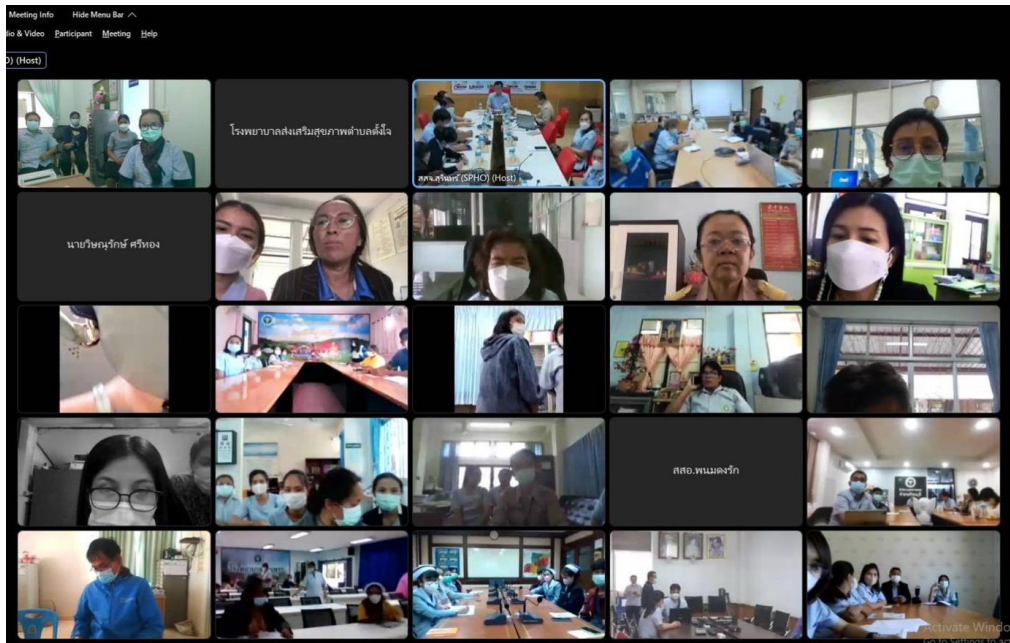 Meeting Info Hide Menu Bar
dio & Video Participant Meeting Help
O) (Host)
โรงพยาบาลส่งเสริมสุขภาพตำบลตั้งใจ
สสจ.สุรินทร์ (SPHO) (Host)
นายวิษณุรักษ์ ศรีทอง
สสอ.พนมดงรัก
Activate Windo
Go to Settings to a